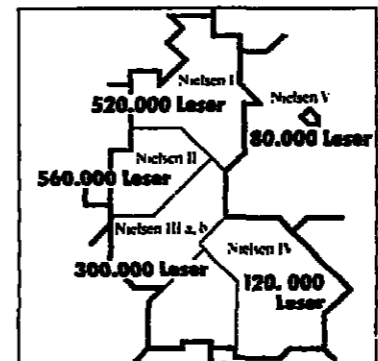 Nielsen I
520.000 Leser
Nielsen V
80.000 Leser
Nielsen II
560.000 Leser
Nielsen III a, b
300.000 Leser
Nielsen IV
120. 000
Leser